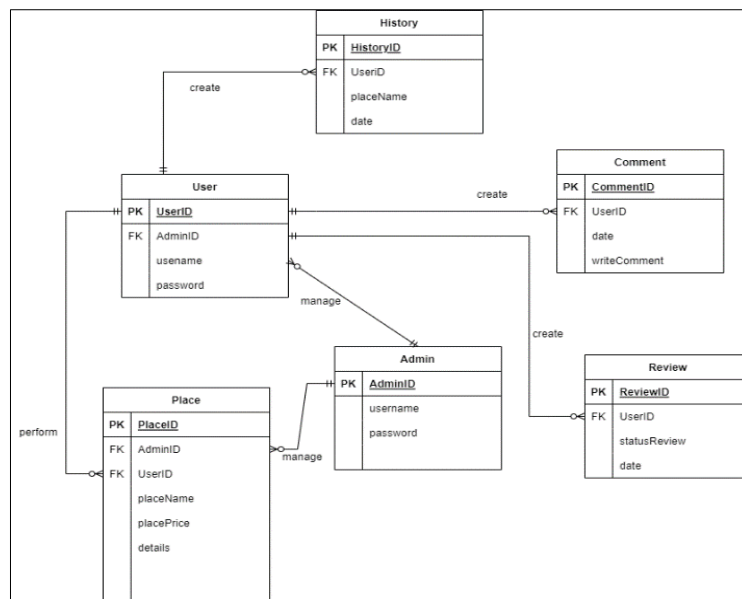 History
PK HistoryID
FK UseriD
placeName
date
create
User
PK UserID
FK AdminID
usename
password
Comment
PK CommentID
FK UserID
date
writeComment
create
manage
create
Admin
PK AdminID
username
password
Review
PK ReviewID
FK UserID
statusReview
date
Place
PK PlaceID
FK AdminID
FK UserID
placeName
placePrice
details
perform
manage